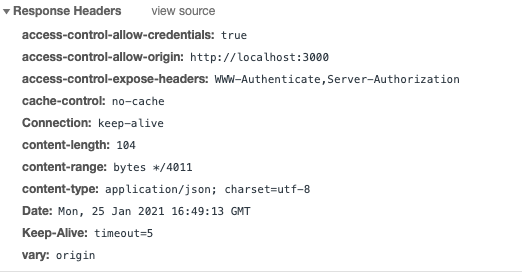 Response Headers view source
access-control-allow-credentials: true
access-control-allow-origin: http://localhost:3000
access-control-expose-headers: WWW-Authenticate,Server-Authorization
cache-control: no-cache
Connection: keep-alive
content-length: 104
content-range: bytes */4011
content-type: application/json; charset=utf-8
Date: Mon, 25 Jan 2021 16:49:13 GMT
Keep-Alive: timeout=5
vary: origin